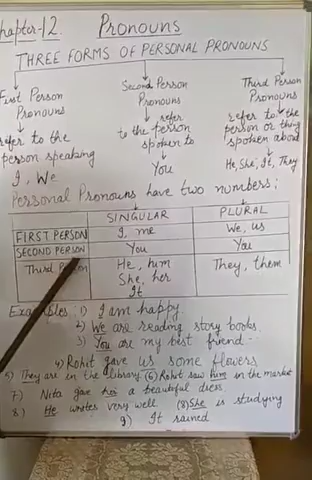 Chapter-12. Pronouns
THREE FORMS OF PERSONAL PRONOUNS
First Person Pronouns
refer to the person speaking
I, We
Second Person Pronouns
refer to the person spoken to
You
Third Person Pronouns
refer to the person or thing spoken about
He, She, It, They
Personal Pronouns have two numbers:
SINGULAR PLURAL
FIRST PERSON I, me We, us
SECOND PERSON You You
Third Person He, him They, them
She, her
It
Examples 1) I am happy.
2) We are reading story books.
3) You are my best friend.
4) Rohit gave us some flowers
5) They are in the library (6) Rohit saw him in the market
7) Nita gave her a beautiful dress.
8) He writes very well (8) She is studying
9) It rained